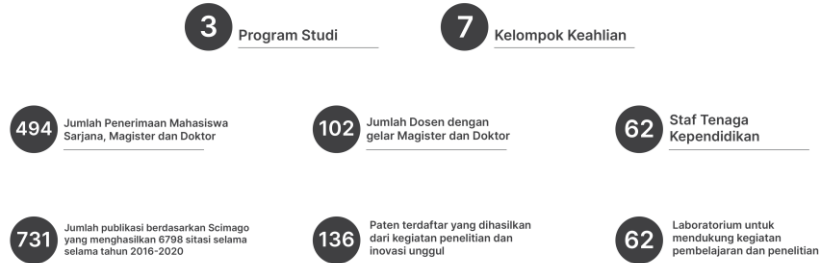 3 Program Studi
7 Kelompok Keahlian
494 Jumlah Penerimaan Mahasiswa
Sarjana, Magister dan Doktor
102 Jumlah Dosen dengan
gelar Magister dan Doktor
62 Staf Tenaga
Kependidikan
731 Jumlah publikasi berdasarkan Scimago
yang menghasilkan 6798 sitasi selama
selama tahun 2016-2020
136 Paten terdaftar yang dihasilkan
dari kegiatan penelitian dan
inovasi unggul
62 Laboratorium untuk
mendukung kegiatan
pembelajaran dan penelitian